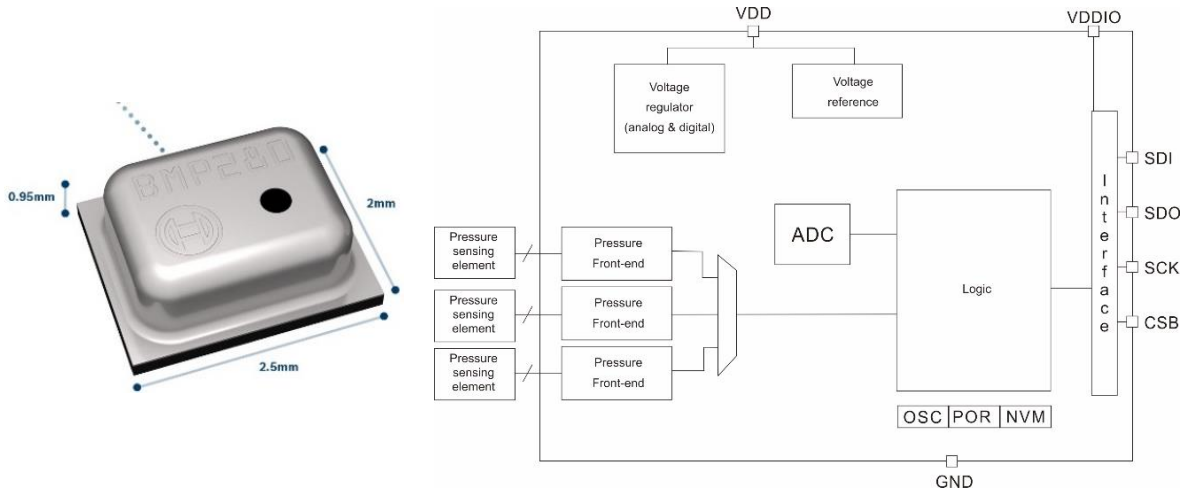 BMP280
0.95mm
2mm
2.5mm
VDD
VDDIO
Voltage
regulator
(analog & digital)
Voltage
reference
Interface
SDI
SDO
SCK
CSB
ADC
Logic
Pressure
sensing
element
Pressure
Front-end
Pressure
sensing
element
Pressure
Front-end
Pressure
sensing
element
Pressure
Front-end
OSC POR NVM
GND